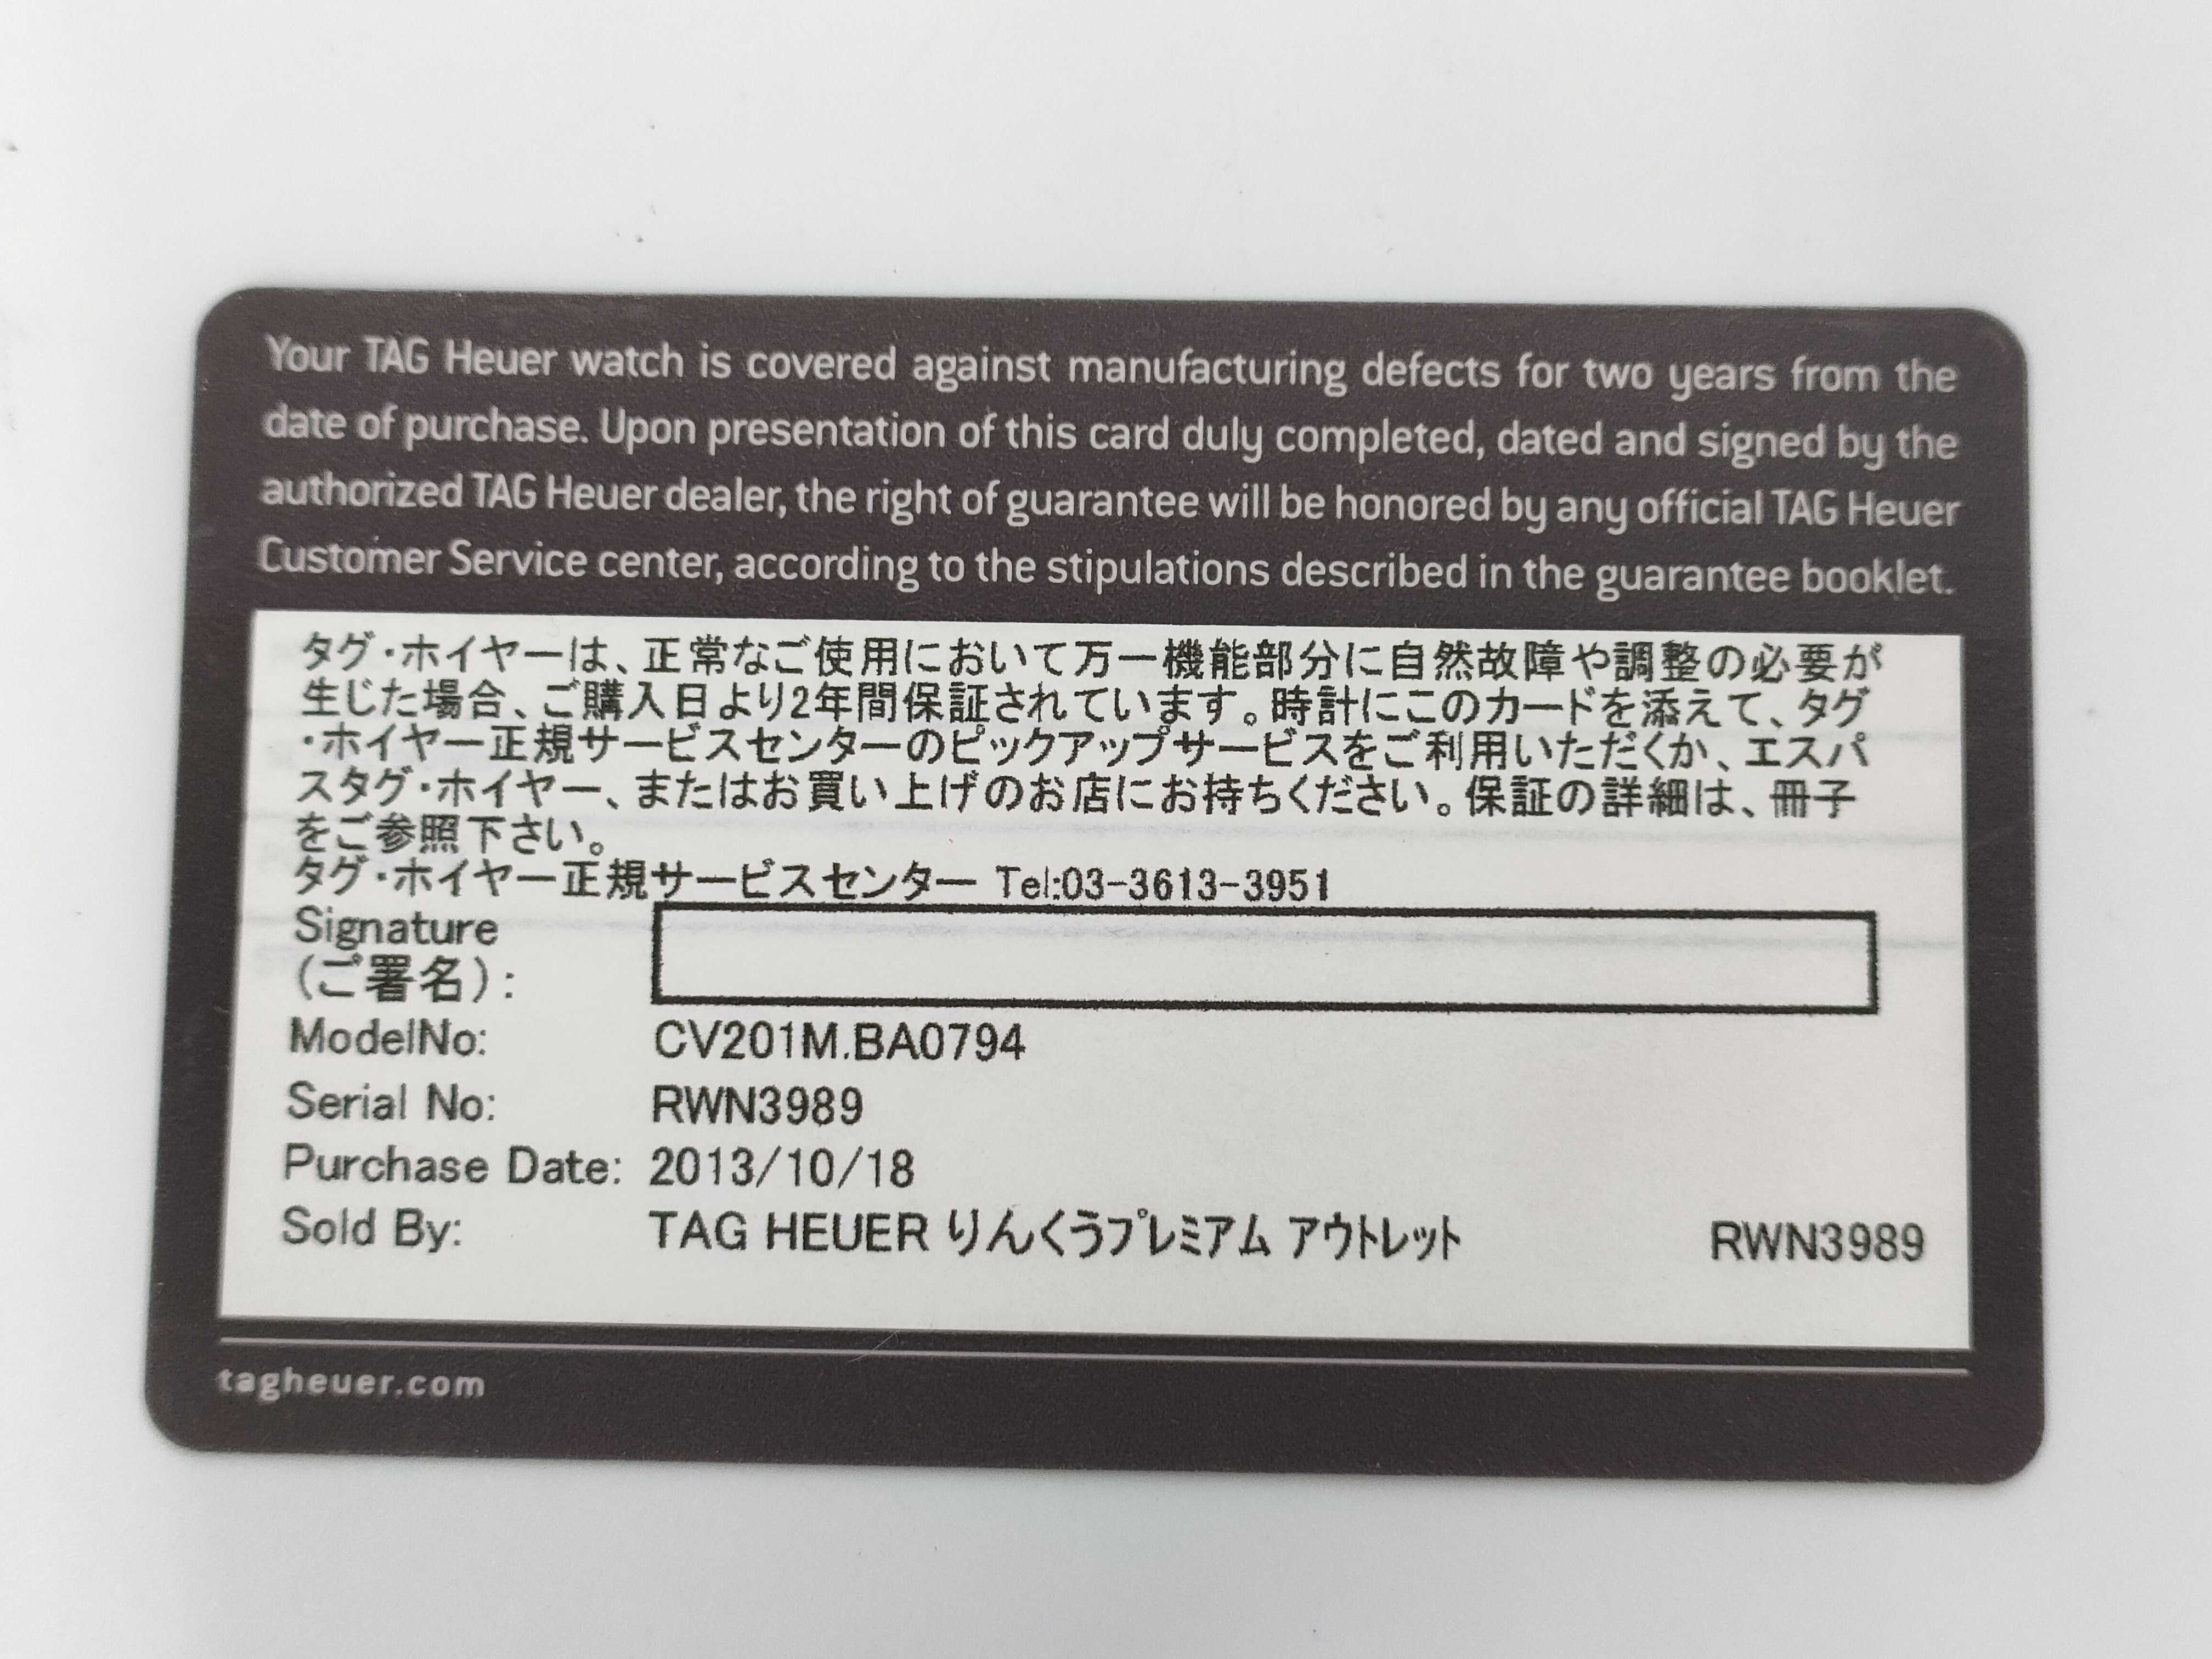 Your TAG Heuer watch is covered against manufacturing defects for two years from the
date of purchase. Upon presentation of this card duly completed, dated and signed by the
authorized TAG Heuer dealer, the right of guarantee will be honored by any official TAG Heuer
Customer Service center, according to the stipulations described in the guarantee booklet.
タグ・ホイヤーは、正常なご使用において万一機能部分に自然故障や調整の必要が
生じた場合、ご購入日より2年間保証されています。時計にこのカードを添えて、タグ
・ホイヤー正規サービスセンターのピックアップサービスをご利用いただくか、エスパ
スタグ・ホイヤー、またはお買い上げのお店にお持ちください。保証の詳細は、冊子
をご参照下さい。
タグ・ホイヤー正規サービスセンター Tel:03-3613-3951
Signature
(ご署名):
ModelNo: CV201M.BA0794
Serial No: RWN3989
Purchase Date: 2013/10/18
Sold By: TAG HEUER りんくうプレミアム アウトレット RWN3989
tagheuer.com